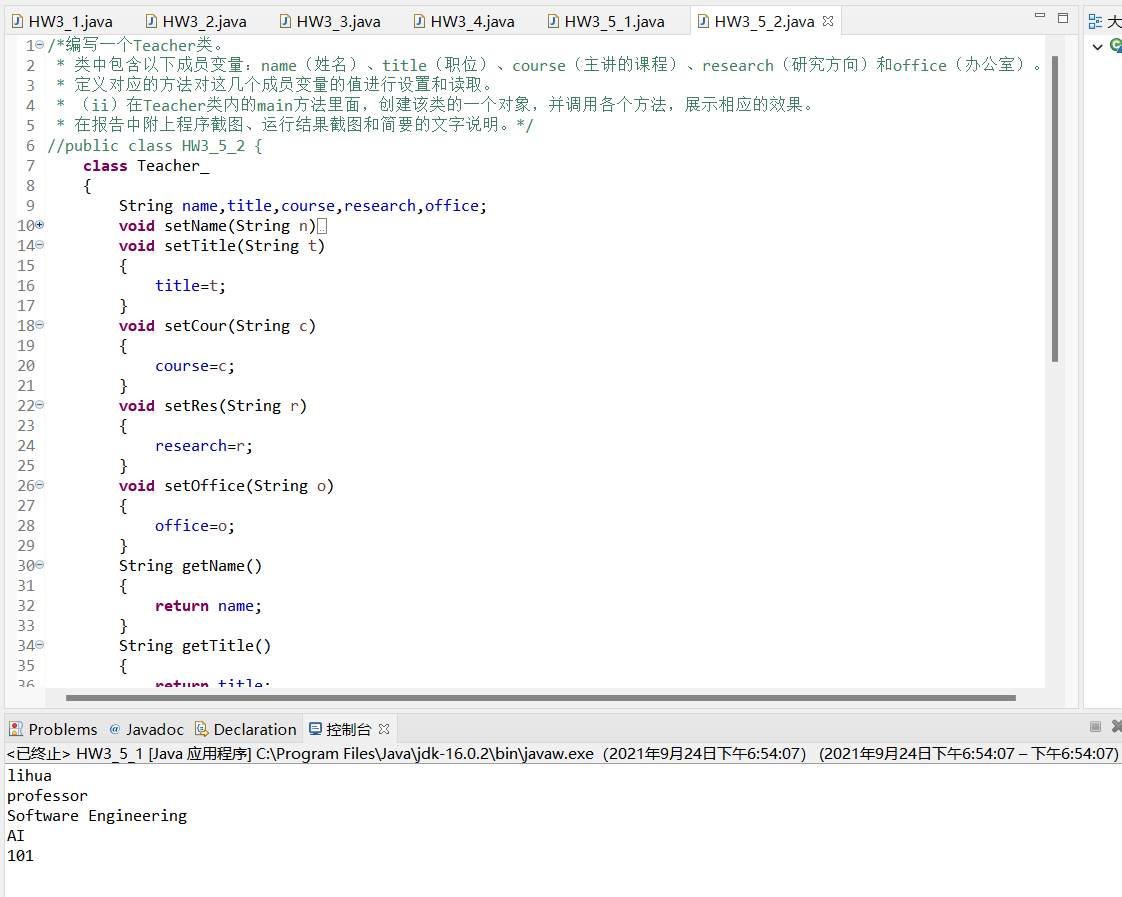 HW3_1.java HW3_2.java HW3_3.java HW3_4.java HW3_5_1.java HW3_5_2.java 大
1 /*编写一个Teacher类。
2 * 类中包含以下成员变量：name（姓名）、title（职位）、course（主讲的课程）、research（研究方向）和office（办公室）。
3 * 定义对应的方法对这几个成员变量的值进行设置和读取。
4 * （ii）在Teacher类内的main方法里面，创建该类的一个对象，并调用各个方法，展示相应的效果。
5 * 在报告中附上程序截图、运行结果截图和简要的文字说明。*/
6 //public class HW3_5_2 {
7 class Teacher_
8 {
9 String name,title,course,research,office;
10 void setName(String n)
14 void setTitle(String t)
15 {
16 title=t;
17 }
18 void setCour(String c)
19 {
20 course=c;
21 }
22 void setRes(String r)
23 {
24 research=r;
25 }
26 void setOffice(String o)
27 {
28 office=o;
29 }
30 String getName()
31 {
32 return name;
33 }
34 String getTitle()
35 {
36 return title;
Problems Javadoc Declaration 控制台
<已终止> HW3_5_1 [Java 应用程序] C:\Program Files\Java\jdk-16.0.2\bin\javaw.exe （2021年9月24日下午6:54:07） （2021年9月24日下午6:54:07 – 下午6:54:07)
lihua
professor
Software Engineering
AI
101